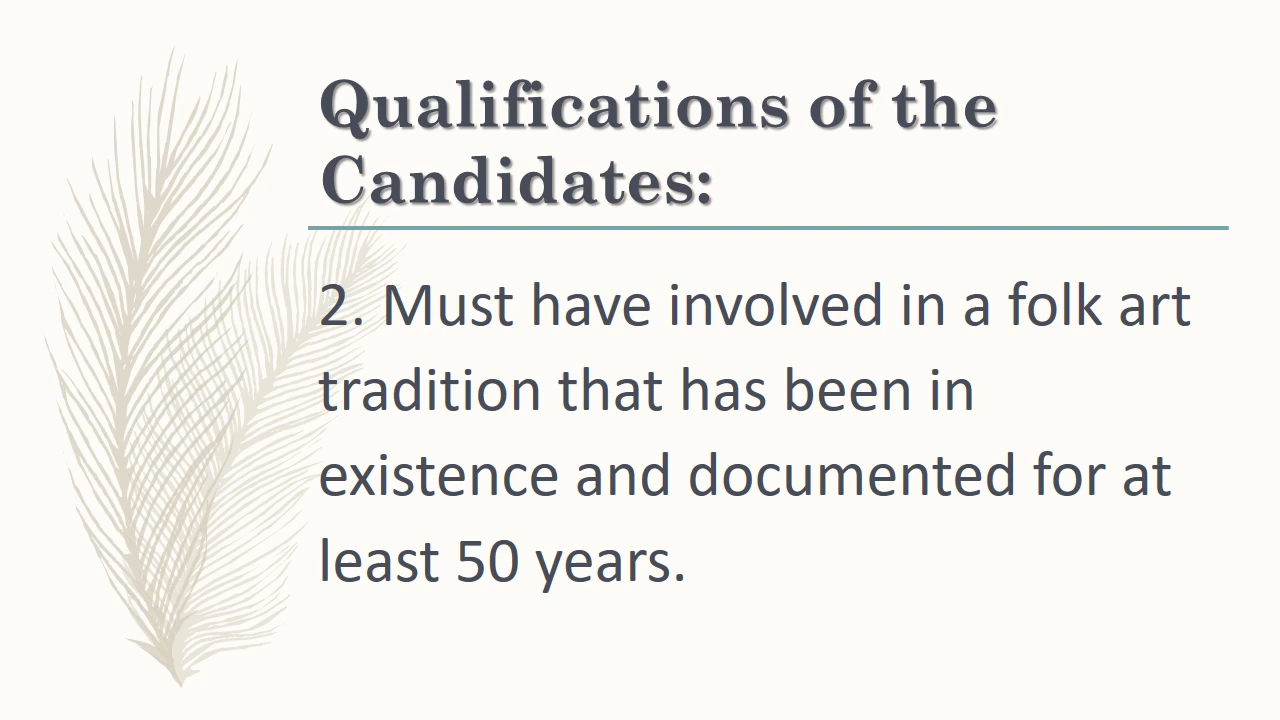 Qualifications of the
Candidates:
2. Must have involved in a folk art
tradition that has been in
existence and documented for at
least 50 years.